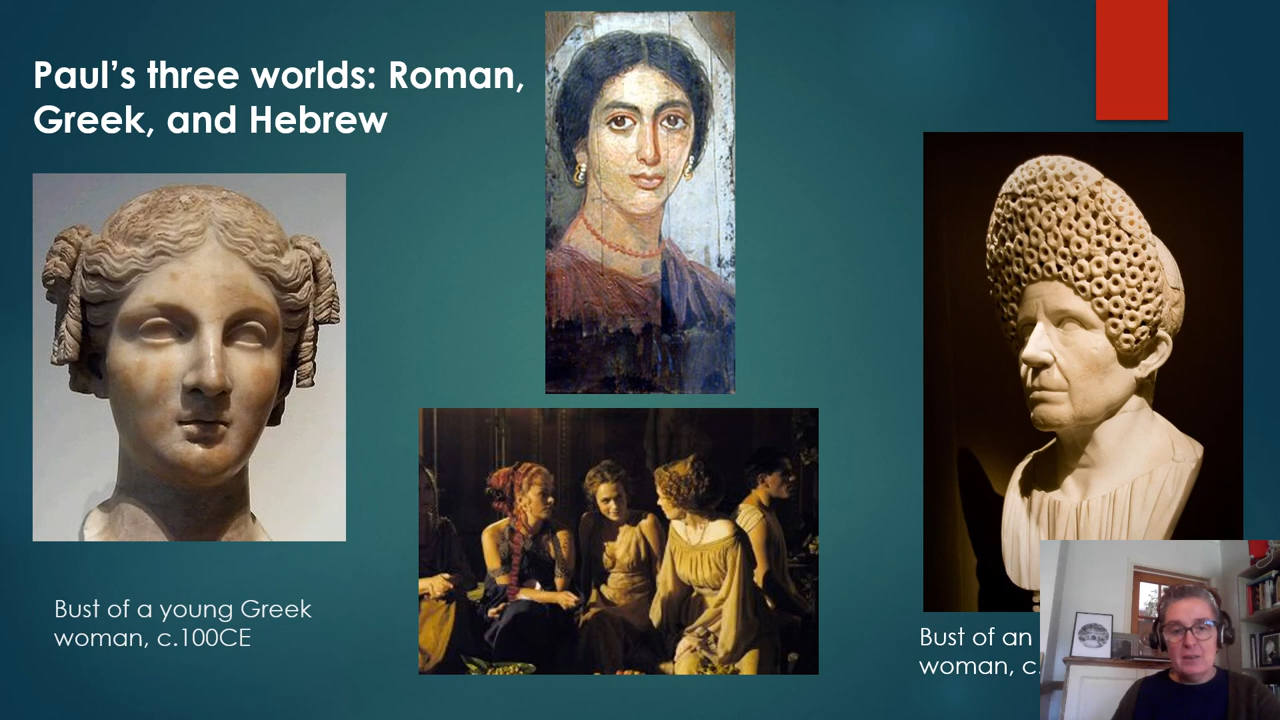 Paul’s three worlds: Roman,
Greek, and Hebrew
Bust of a young Greek
woman, c.100CE
Bust of an
woman, c.